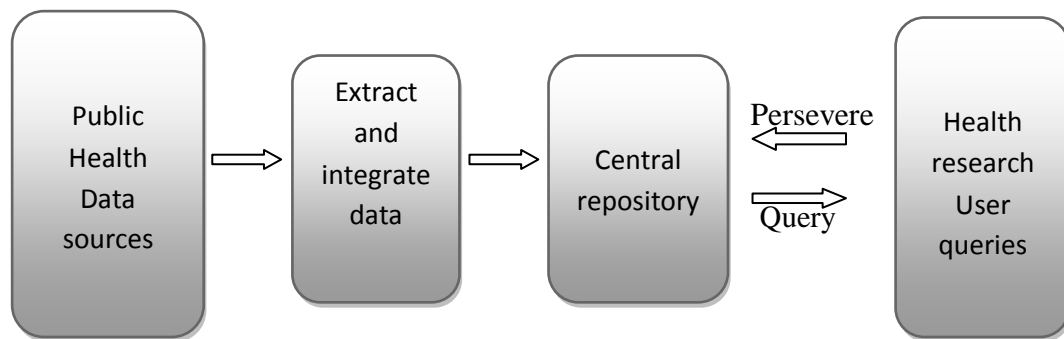 Public
Health
Data
sources
Extract
and
integrate
data
Central
repository
Persevere
Query
Health
research
User
queries